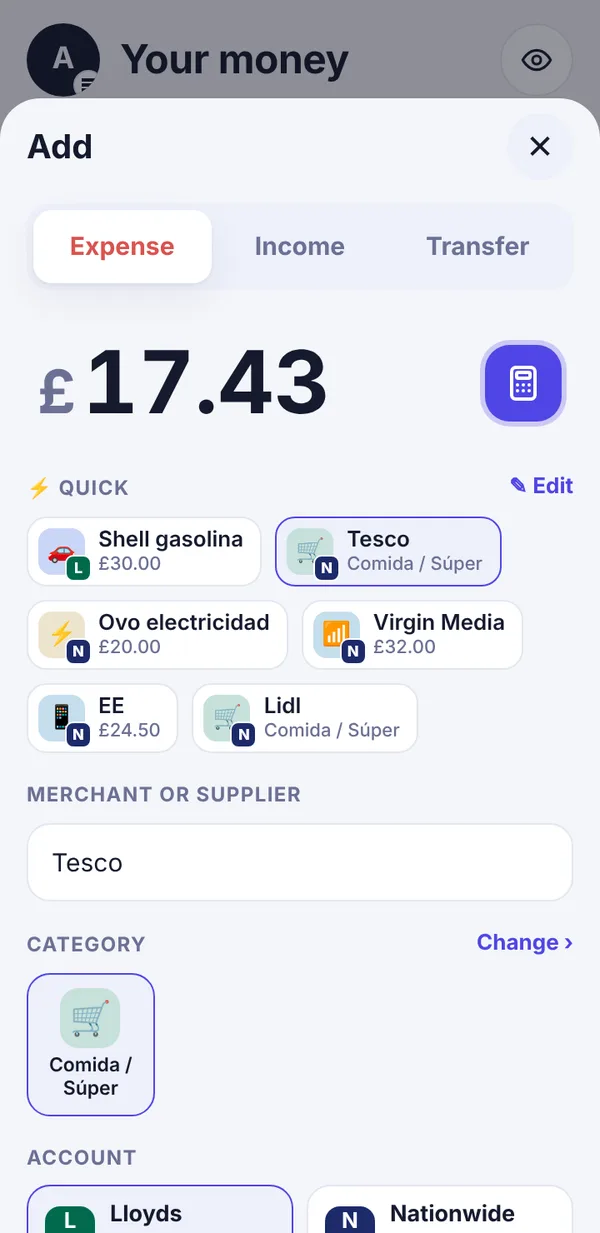 A
Your money
Add
Expense Income Transfer
£ 17.43
⚡ QUICK ✎ Edit
Shell gasolina
L £30.00
Tesco
N Comida / Súper
Ovo electricidad
N £20.00
Virgin Media
N £32.00
EE
N £24.50
Lidl
N Comida / Súper
MERCHANT OR SUPPLIER
Tesco
CATEGORY Change ›
Comida /
Súper
ACCOUNT
L Lloyds
N Nationwide